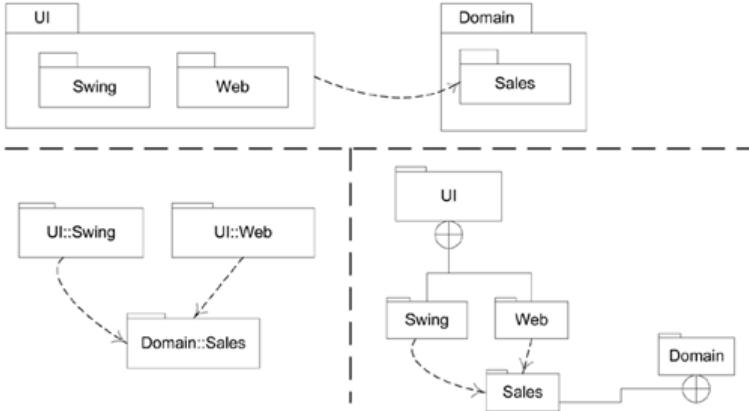 UI
Domain
Swing
Web
Sales
UI::Swing
UI::Web
Domain::Sales
UI
Swing
Web
Domain
Sales